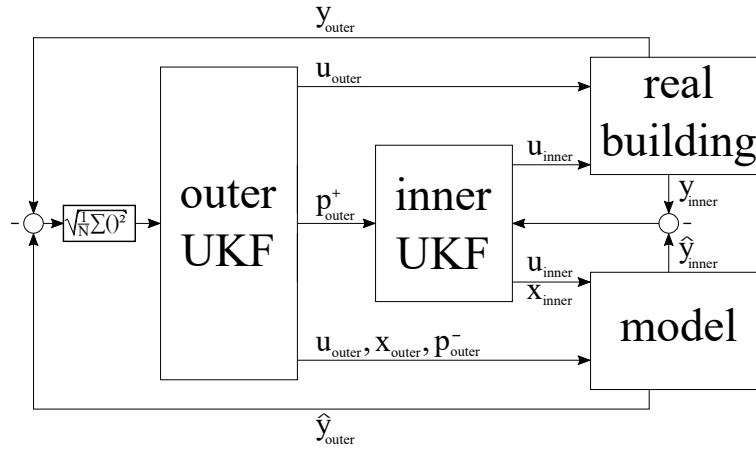 y_outer
u_outer
real
building
u_inner
y_inner
-
√(1/N ∑()²)
outer
UKF
p⁺_outer
inner
UKF
-
ŷ_inner
u_inner
x_inner
model
u_outer, x_outer, p⁻_outer
ŷ_outer